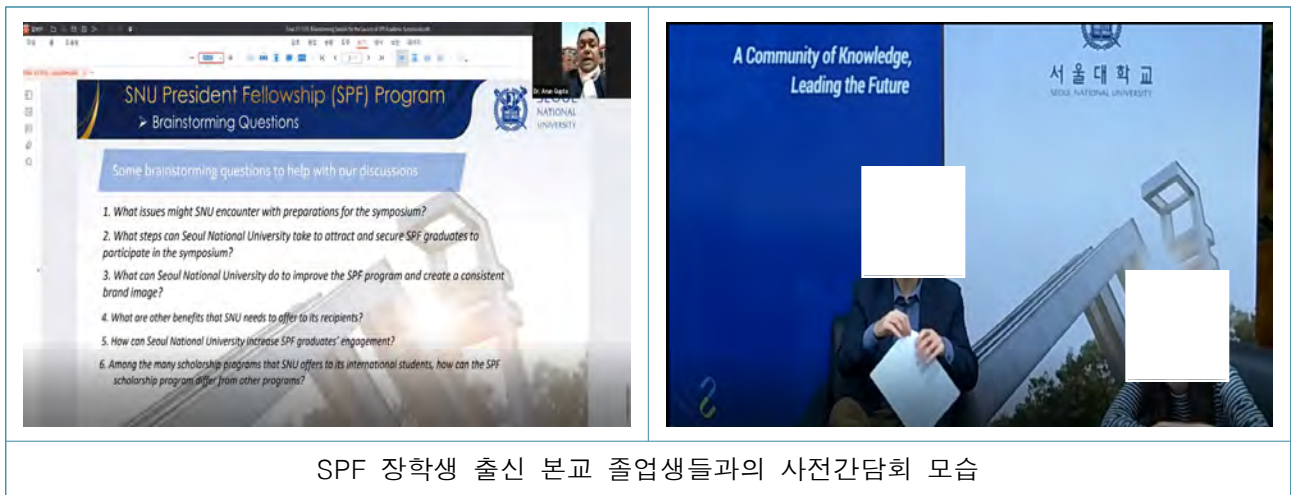 SNU President Fellowship (SPF) Program
➤ Brainstorming Questions
SEOUL
NATIONAL
UNIVERSITY
Dr. Arun Gupta
Some brainstorming questions to help with our discussions
1. What issues might SNU encounter with preparations for the symposium?
2. What steps can Seoul National University take to attract and secure SPF graduates to
participate in the symposium?
3. What can Seoul National University do to improve the SPF program and create a consistent
brand image?
4. What are other benefits that SNU needs to offer to its recipients?
5. How can Seoul National University increase SPF graduates' engagement?
6. Among the many scholarship programs that SNU offers to its international students, how can the SPF
scholarship program differ from other programs?
A Community of Knowledge,
Leading the Future
서울대학교
SEOUL NATIONAL UNIVERSITY
SPF 장학생 출신 본교 졸업생들과의 사전간담회 모습